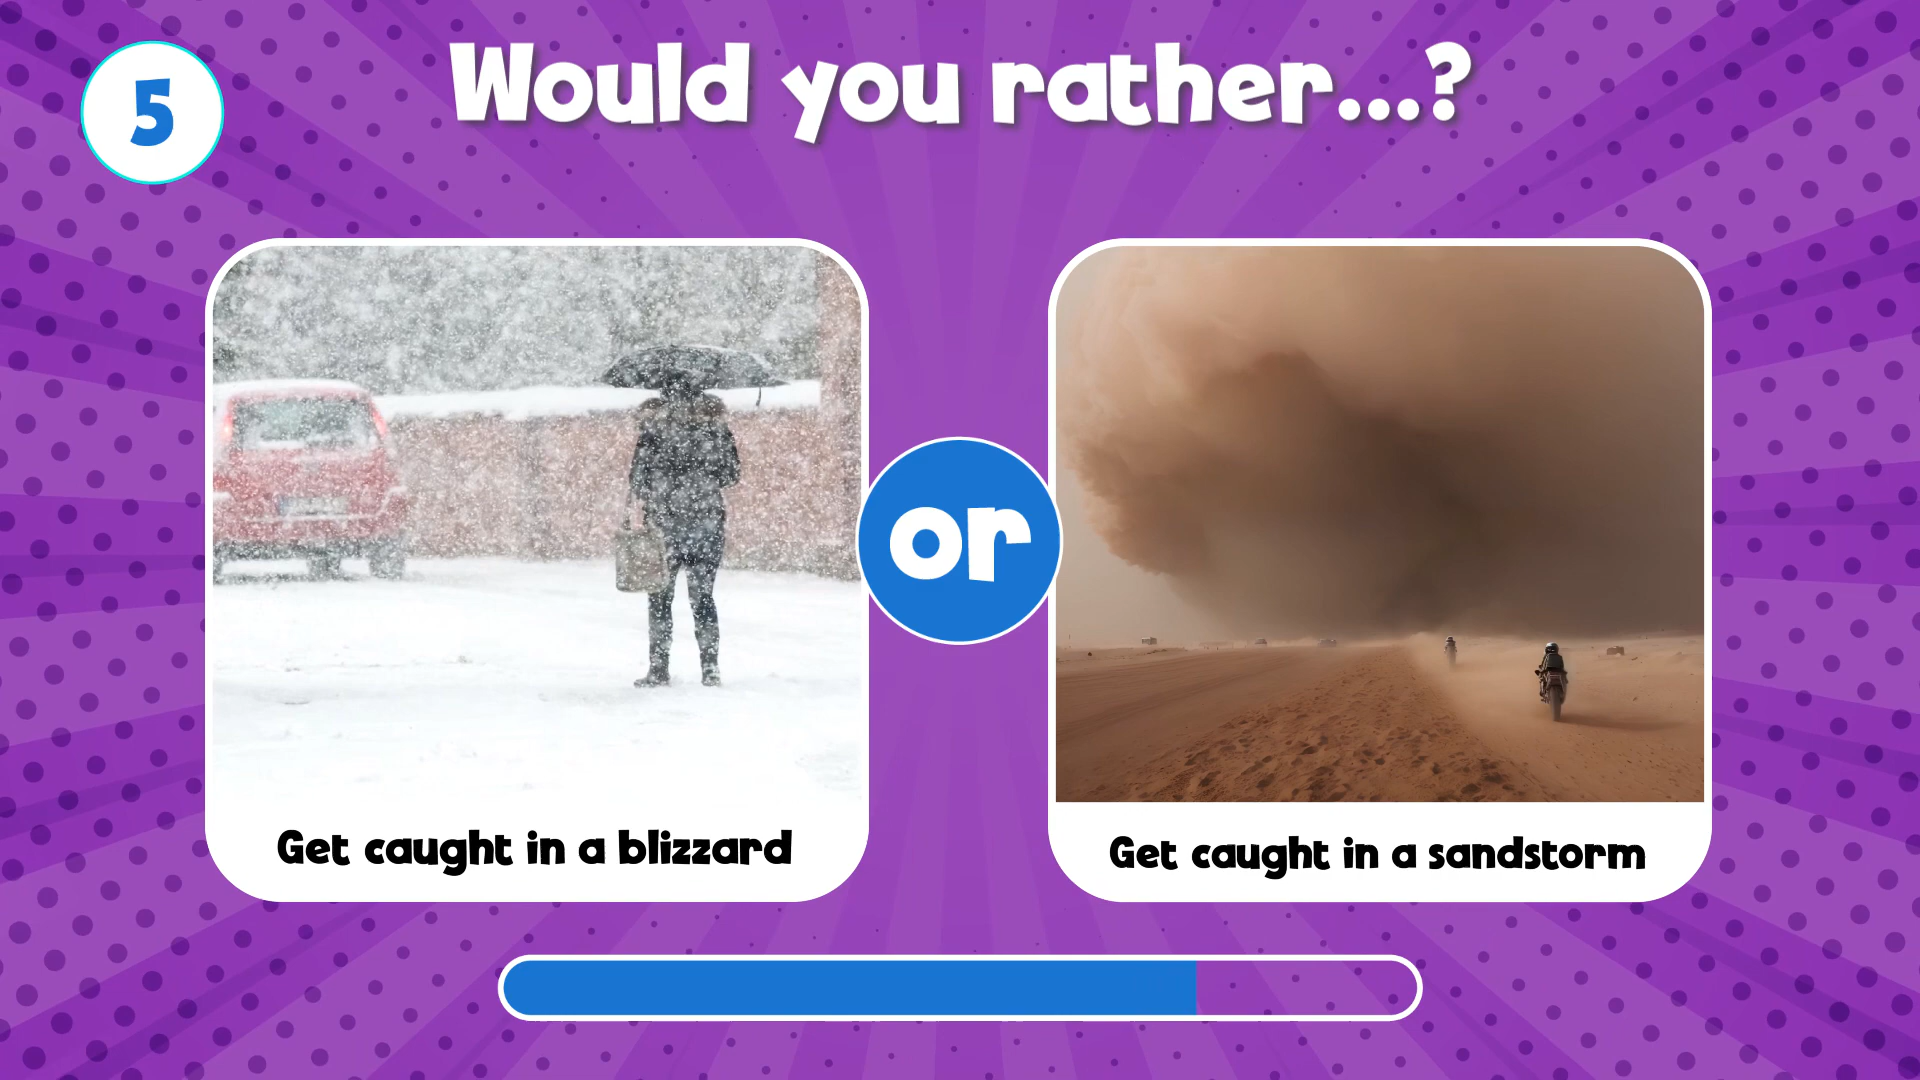 5
Would you rather...?
or
Get caught in a blizzard
Get caught in a sandstorm